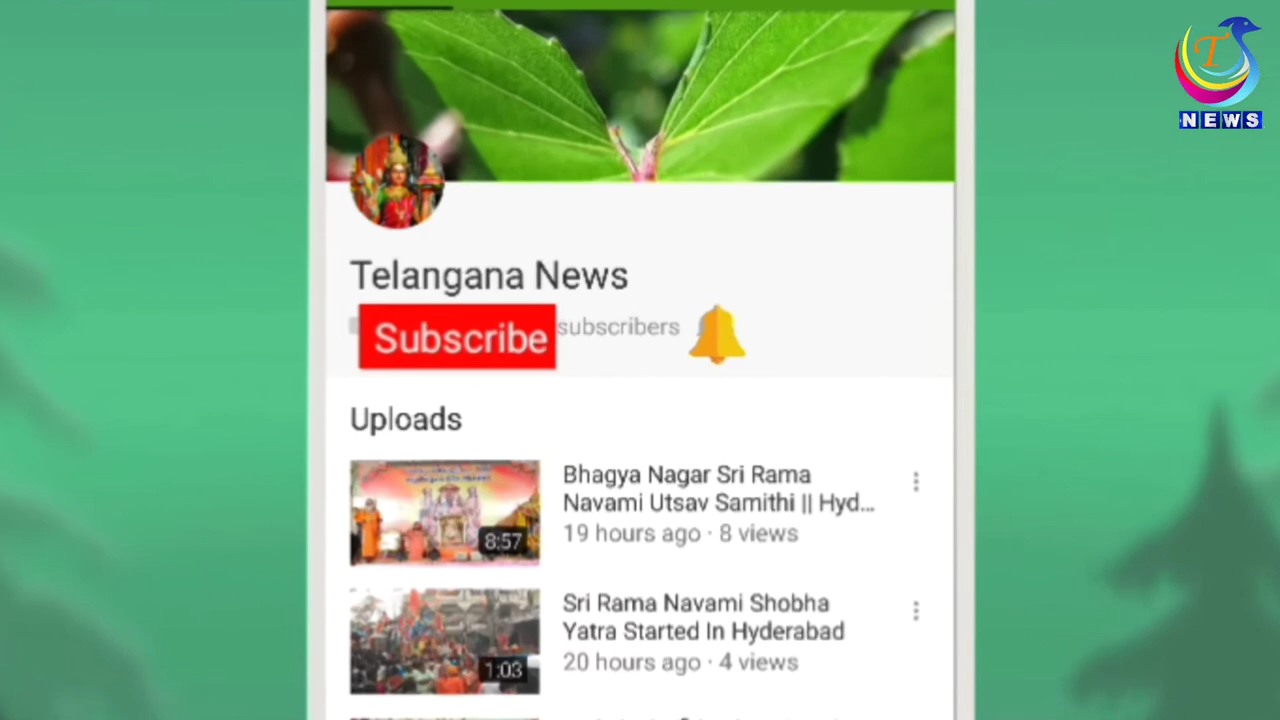 T
NEWS
Telangana News
Subscribe subscribers
Uploads
8:57
Bhagya Nagar Sri Rama
Navami Utsav Samithi || Hyd...
19 hours ago · 8 views
1:03
Sri Rama Navami Shobha
Yatra Started In Hyderabad
20 hours ago · 4 views